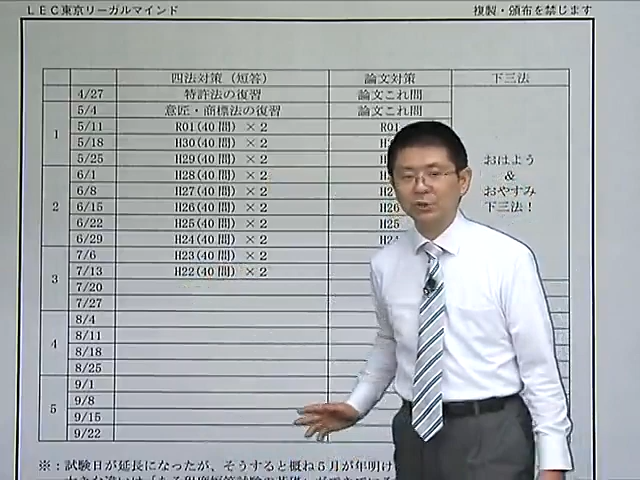 LEC東京リーガルマインド 複製・頒布を禁じます
四法対策（短答） 論文対策 下三法
4/27 特許法の復習 論文これ問
5/4 意匠・商標法の復習 論文これ問
1 5/11 R01(40問)×2 R01
5/18 H30(40問)×2
5/25 H29(40問)×2
おはよう
&
おやすみ
下三法！
6/1 H28(40問)×2
6/8 H27(40問)×2
2 6/15 H26(40問)×2 H26
6/22 H25(40問)×2 H25
6/29 H24(40問)×2 H24
7/6 H23(40問)×2
3 7/13 H22(40問)×2
7/20
7/27
8/4
4 8/11
8/18
8/25
9/1
5 9/8
9/15
9/22
※：試験日が延長になったが、そうすると概ね５月が年明け